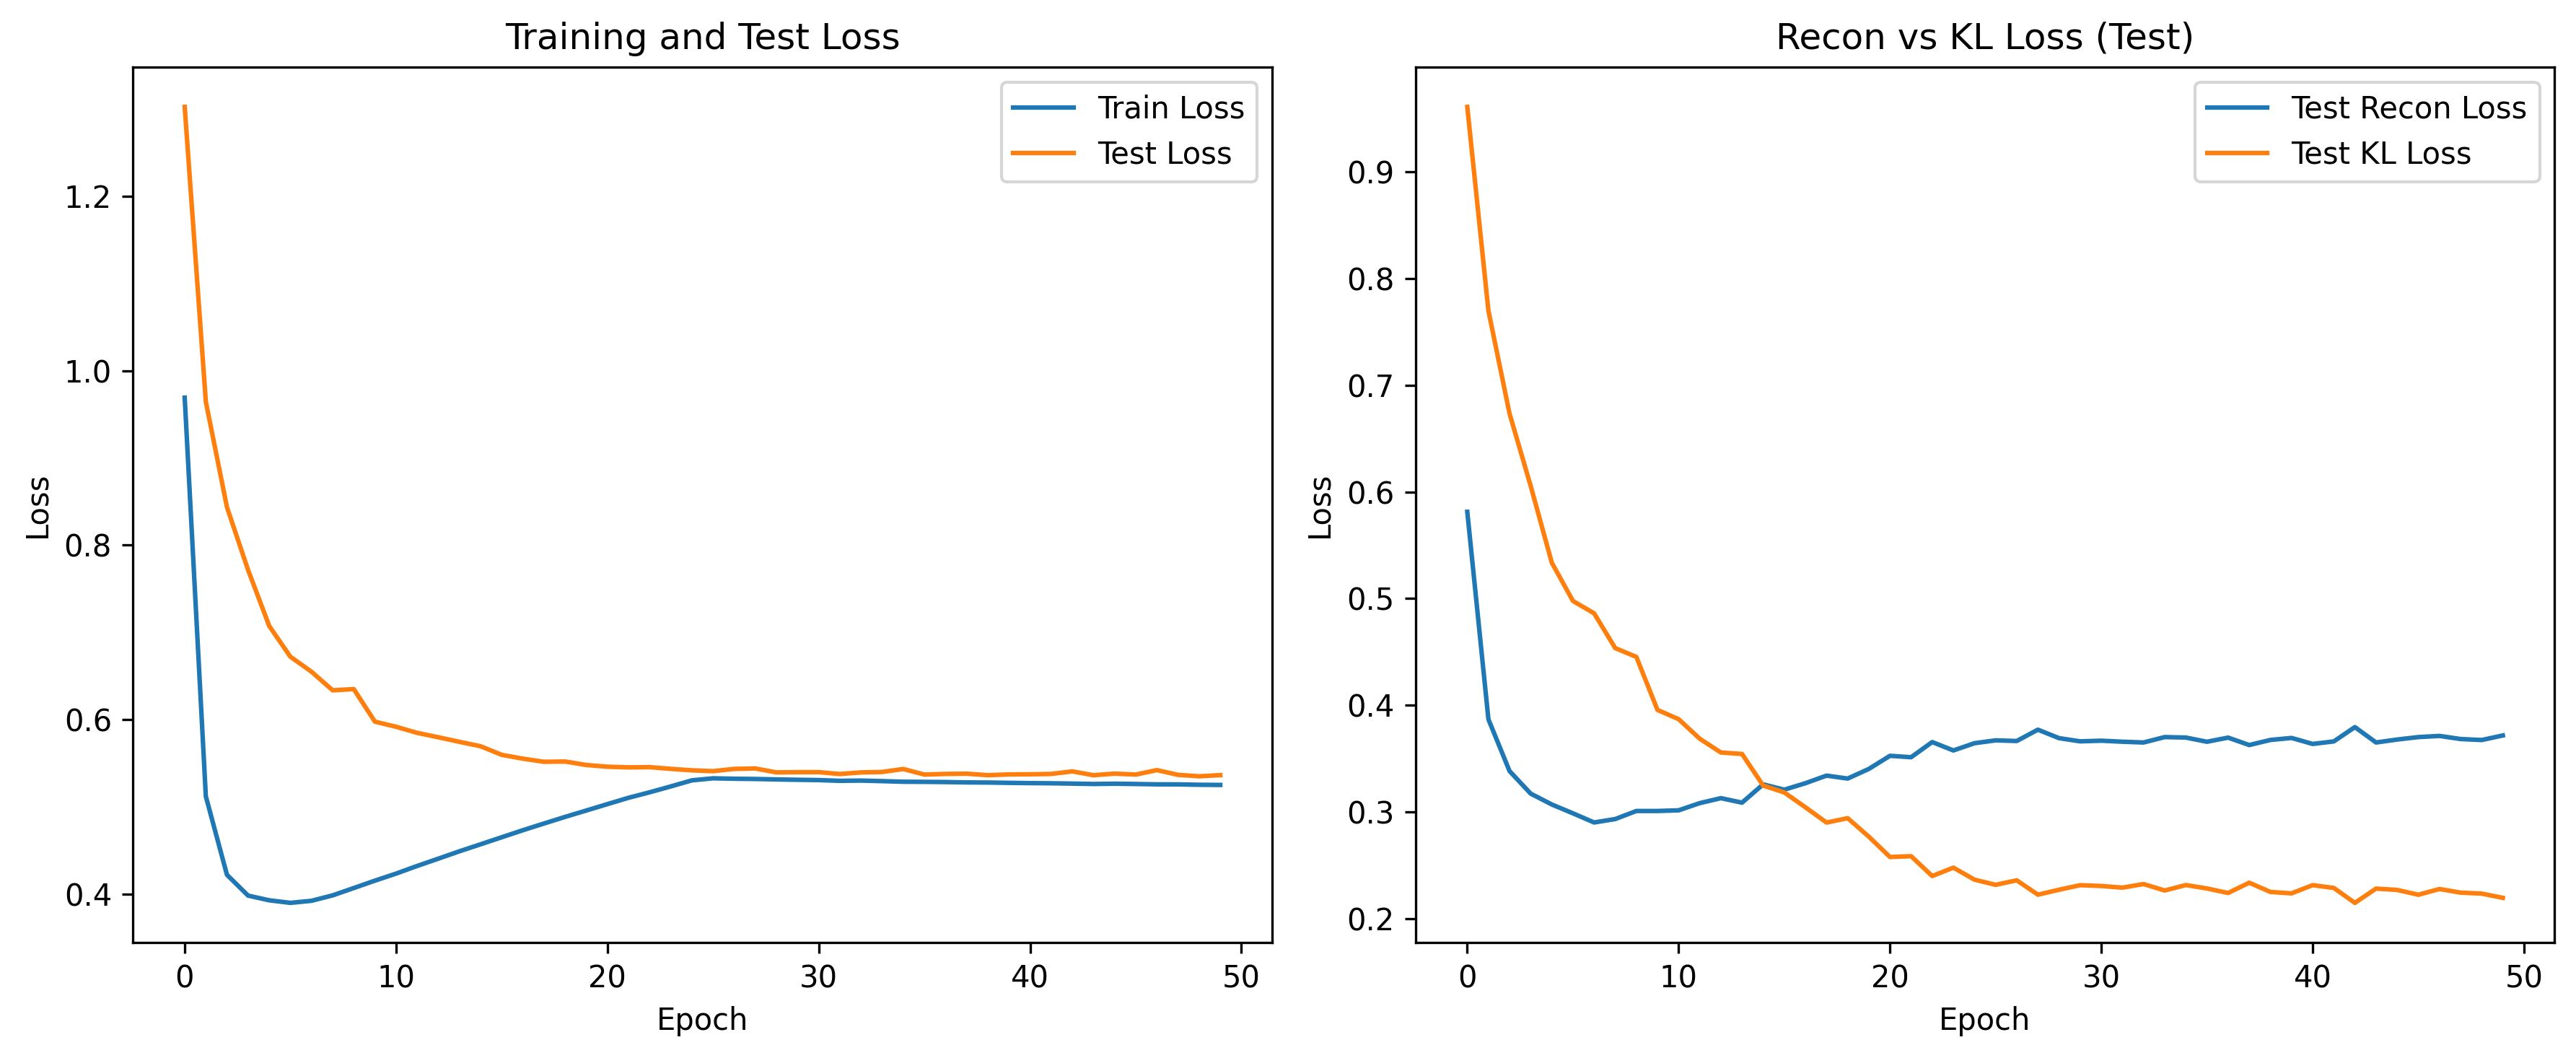 Training and Test Loss
Train Loss
Test Loss
Loss
1.2
1.0
0.8
0.6
0.4
0 10 20 30 40 50
Epoch
Recon vs KL Loss (Test)
Test Recon Loss
Test KL Loss
Loss
0.9
0.8
0.7
0.6
0.5
0.4
0.3
0.2
0 10 20 30 40 50
Epoch